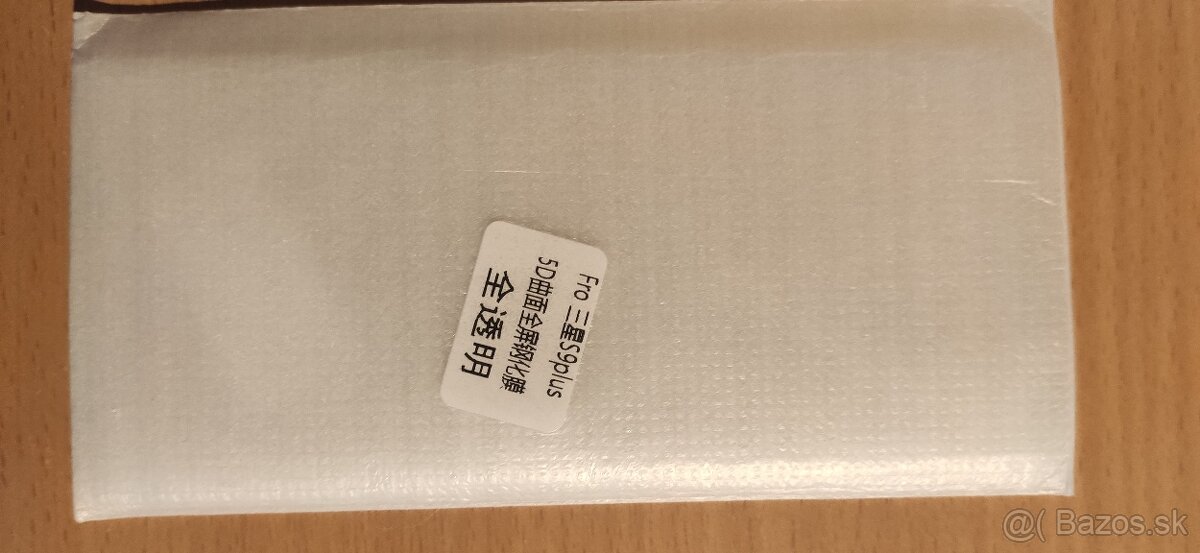 Fro 三星S9plus
5D曲面全屏钢化膜
全透明
@( Bazos.sk